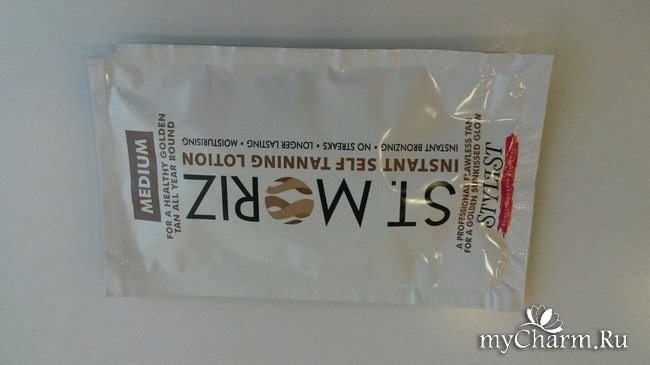 STYLIST
A PROFESSIONAL FLAWLESS TAN
FOR A GOLDEN SUNKISSED GLOW
ST. MORIZ
INSTANT SELF TANNING LOTION
INSTANT BRONZING • NO STREAKS • LONGER LASTING • MOISTURISING
MEDIUM
FOR A HEALTHY GOLDEN
TAN ALL YEAR ROUND
myCharm.Ru